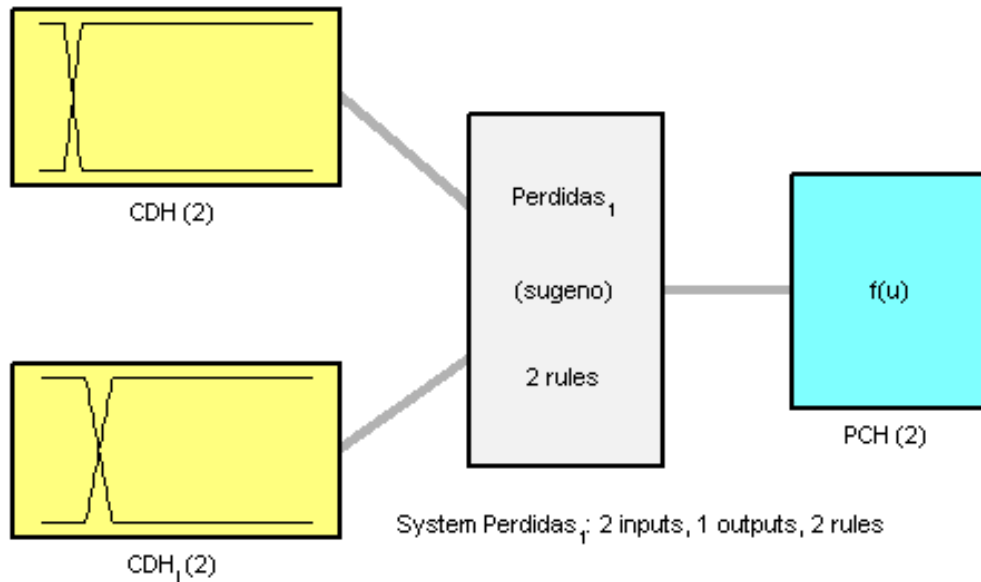 CDH (2)
Perdidas₁
(sugeno)
2 rules
f(u)
PCH (2)
CDH₁ (2)
System Perdidas₁: 2 inputs, 1 outputs, 2 rules